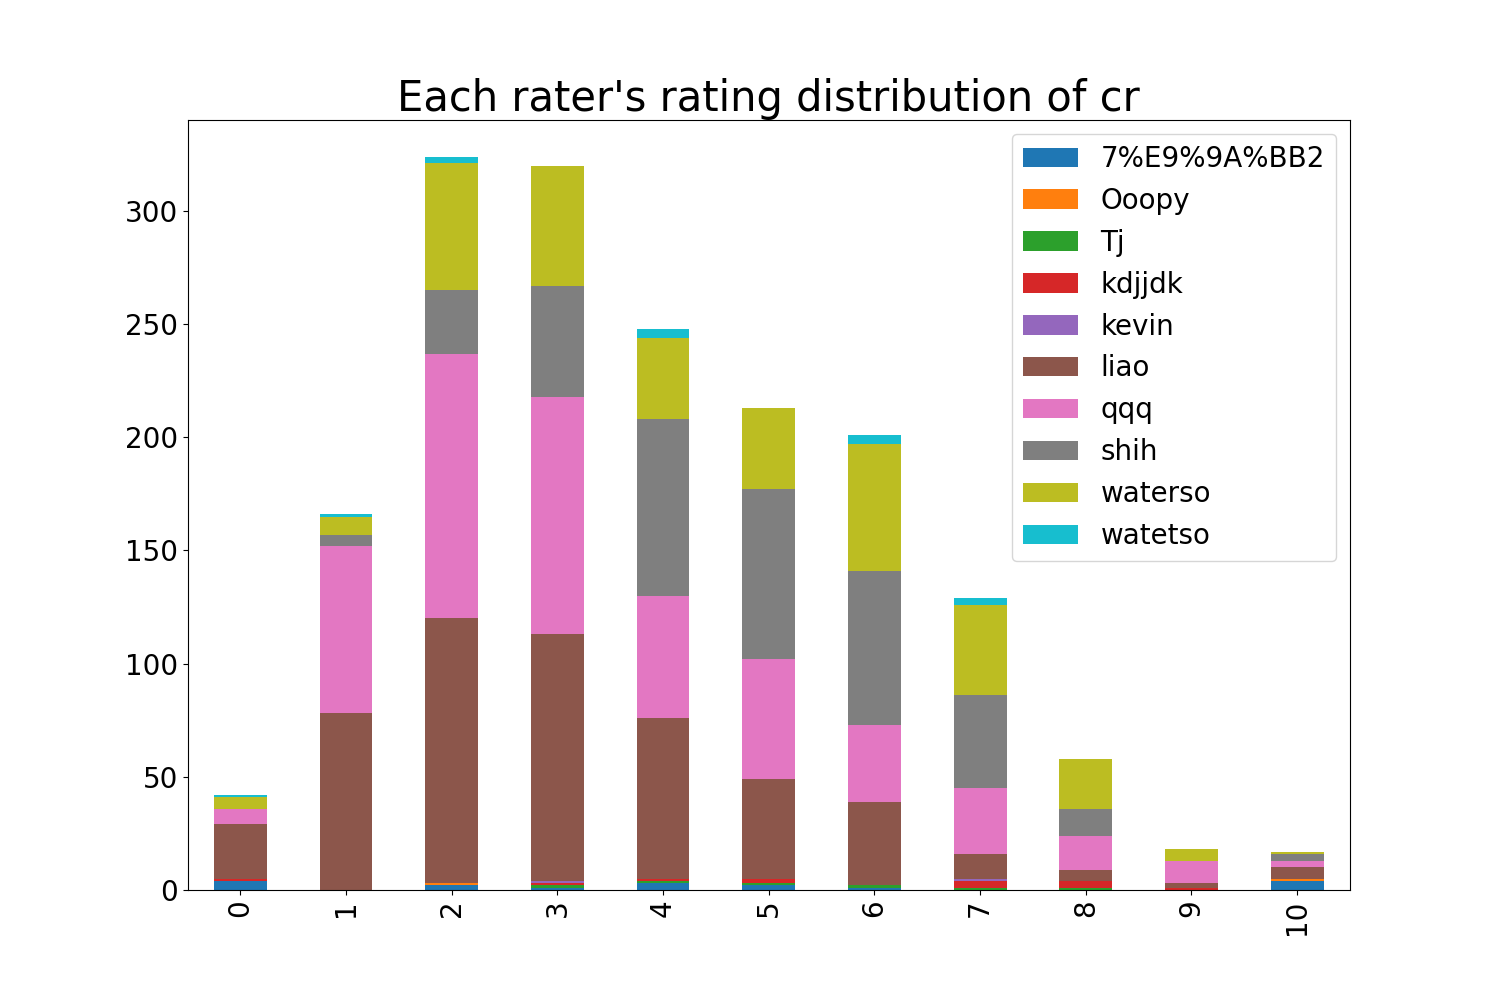 Each rater's rating distribution of cr
300
250
200
150
100
50
0
0 1 2 3 4 5 6 7 8 9 10
7%E9%9A%BB2
Ooopy
Tj
kdjjdk
kevin
liao
qqq
shih
waterso
watetso